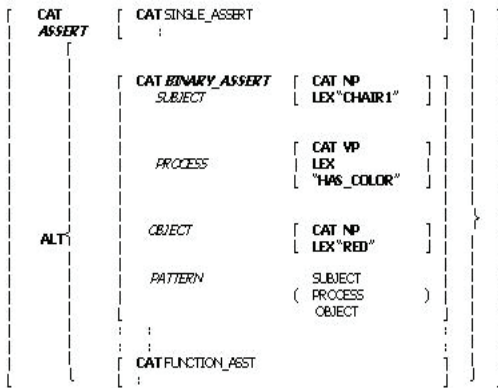 CAT CAT SINGLE_ASSERT
ASSERT :
CAT BINARY_ASSERT CAT NP
SUBJECT LEX "CHAIR1"
CAT VP
PROCESS LEX
"HAS_COLOR"
OBJECT CAT NP
ALT LEX "RED"
PATTERN SUBJECT
( PROCESS )
OBJECT
: :
: :
CAT FUNCTION_ASST
: